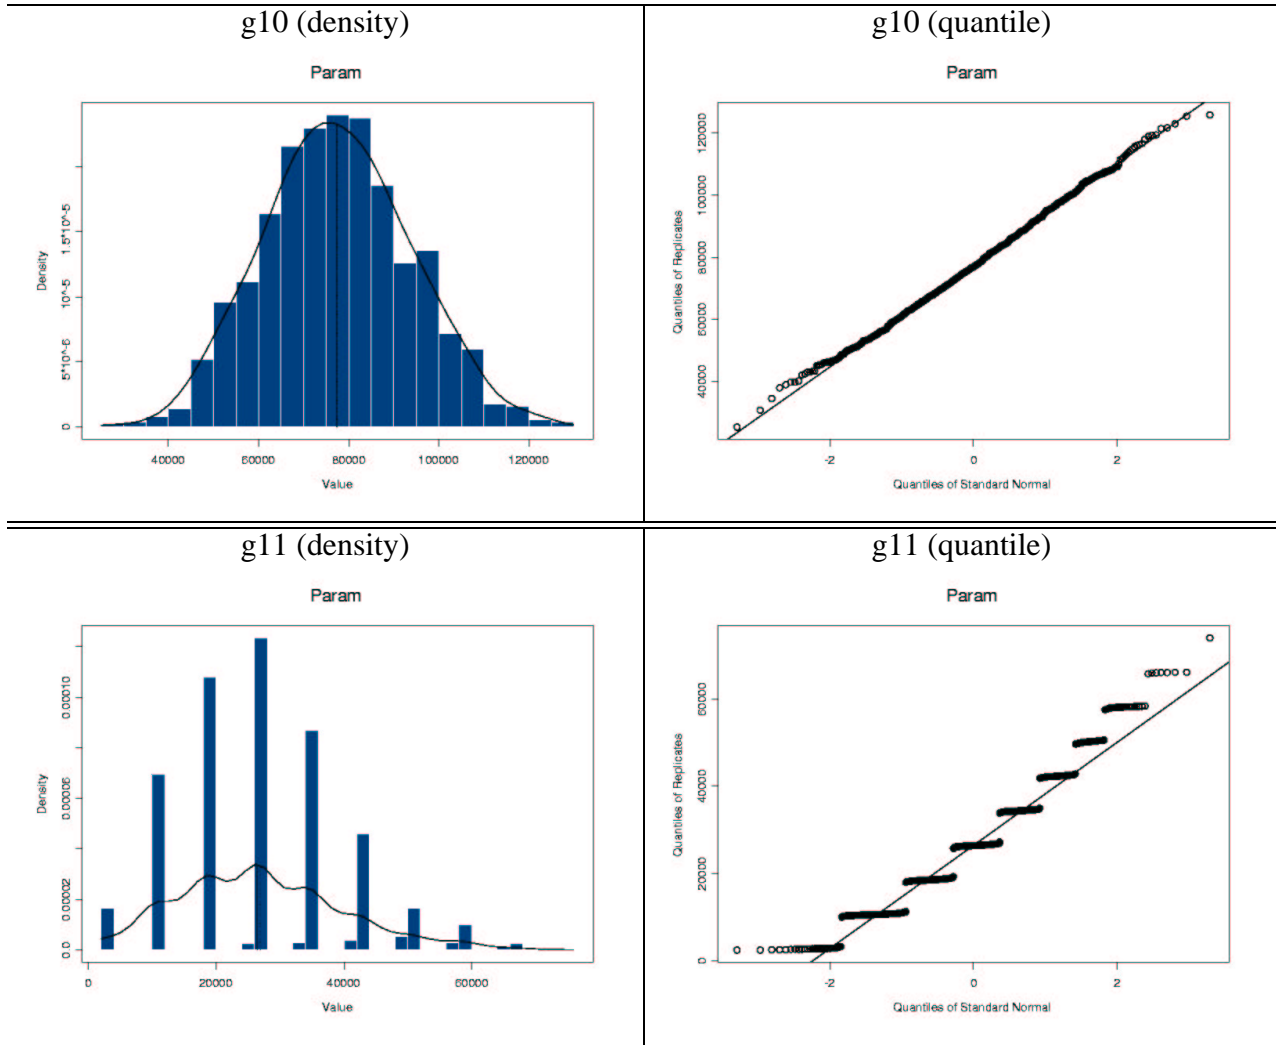 g10 (density)
Param
Density
0
5*10^-6
10^-5
1.5*10^-5
40000
60000
80000
100000
120000
Value
g10 (quantile)
Param
Quantiles of Replicates
40000
60000
80000
100000
120000
-2
0
2
Quantiles of Standard Normal
g11 (density)
Param
Density
0.0
0.00002
0.00006
0.00010
0
20000
40000
60000
Value
g11 (quantile)
Param
Quantiles of Replicates
0
20000
40000
60000
-2
0
2
Quantiles of Standard Normal